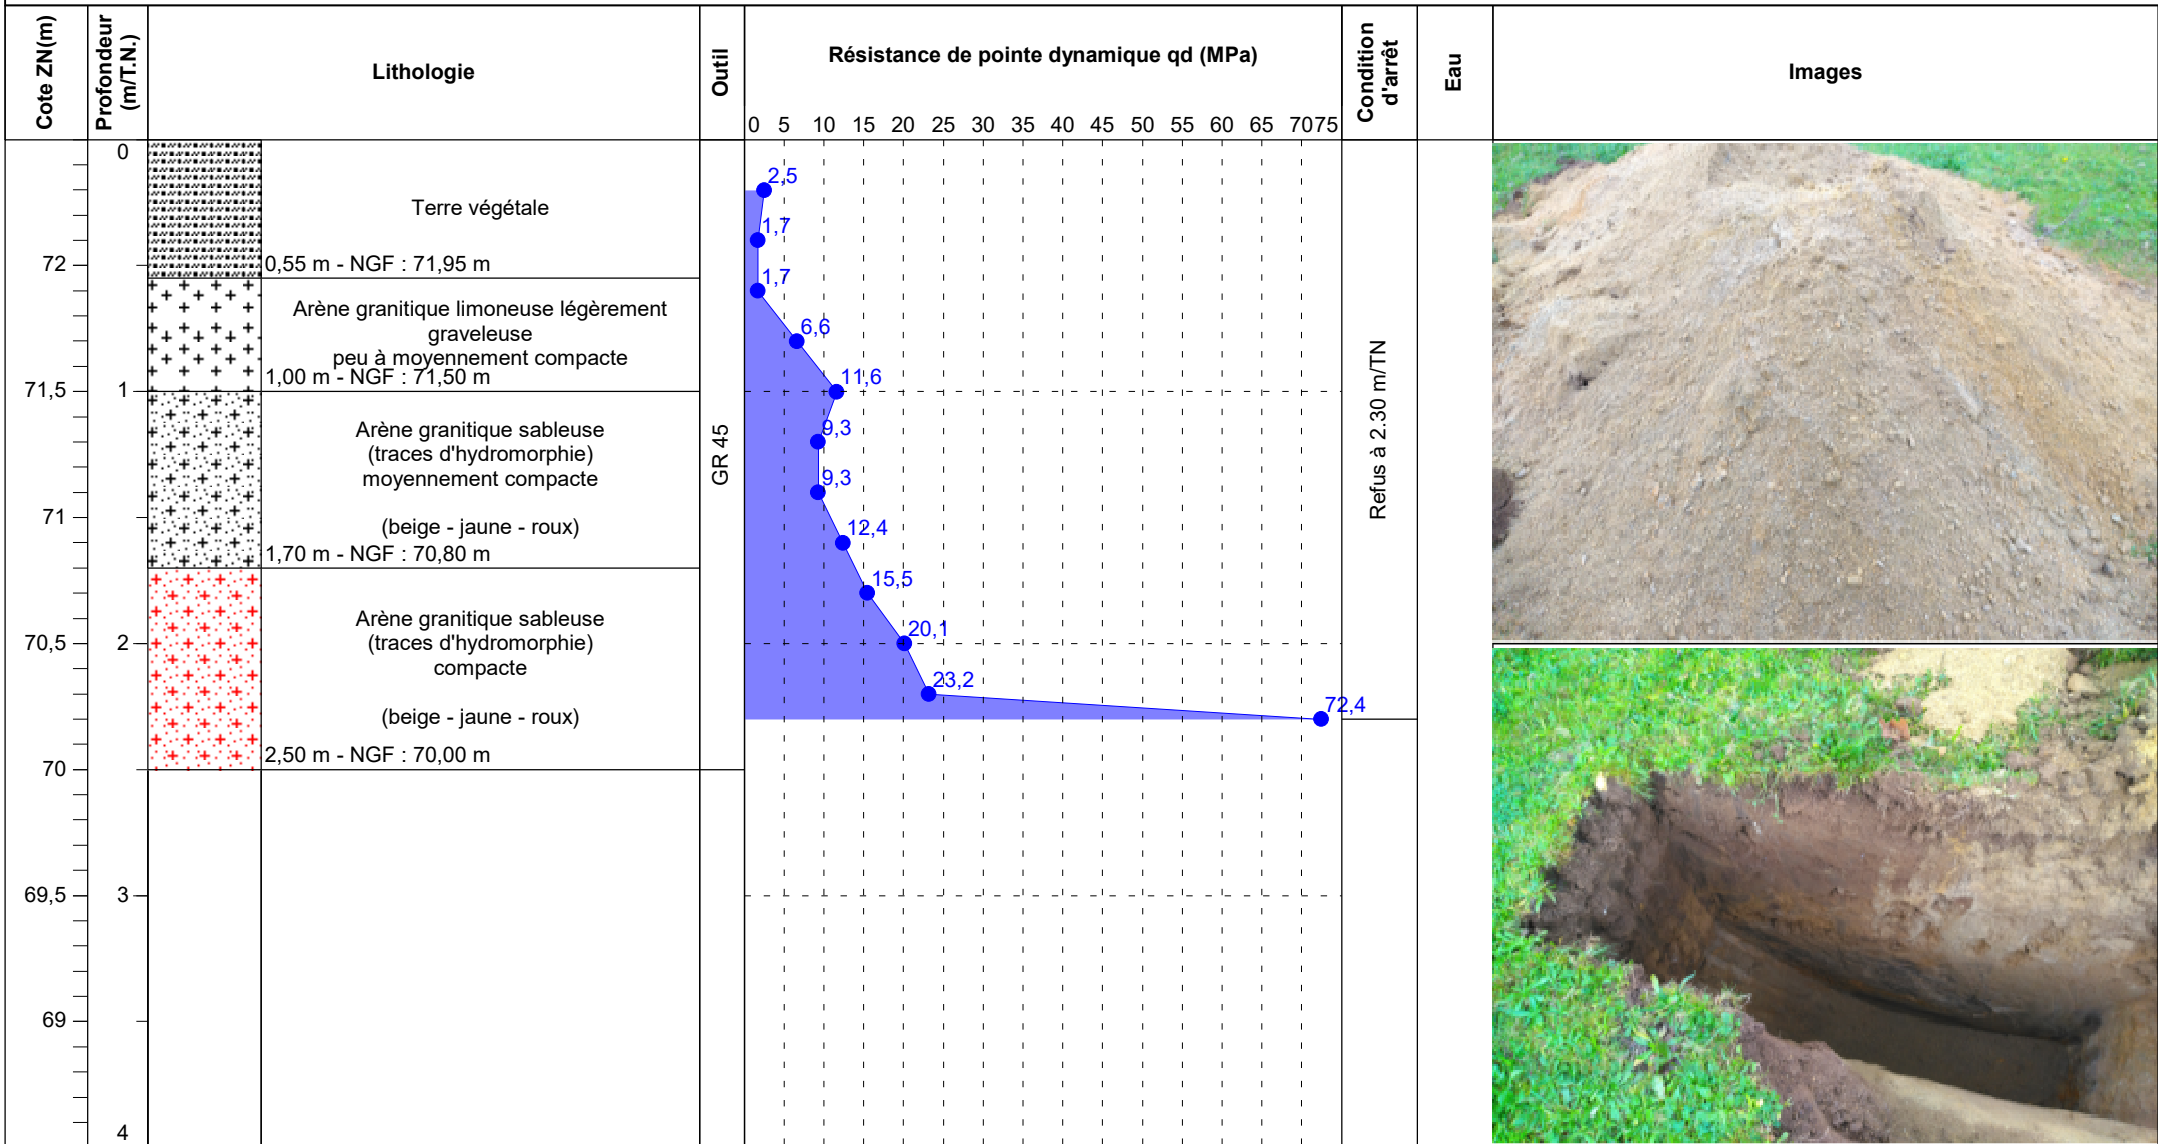 Cote ZN(m)
Profondeur
(m/T.N.)
Lithologie
Outil
Résistance de pointe dynamique qd (MPa)
0 5 10 15 20 25 30 35 40 45 50 55 60 65 70 75
Condition
d'arrêt
Eau
Images
72
71,5
71
70,5
70
69,5
69
0
1
2
3
4
Terre végétale
0,55 m - NGF : 71,95 m
Arène granitique limoneuse légèrement
graveleuse
peu à moyennement compacte
1,00 m - NGF : 71,50 m
Arène granitique sableuse
(traces d'hydromorphie)
moyennement compacte
(beige - jaune - roux)
1,70 m - NGF : 70,80 m
Arène granitique sableuse
(traces d'hydromorphie)
compacte
(beige - jaune - roux)
2,50 m - NGF : 70,00 m
GR 45
2,5
1,7
1,7
6,6
11,6
9,3
9,3
12,4
15,5
20,1
23,2
72,4
Refus à 2.30 m/TN